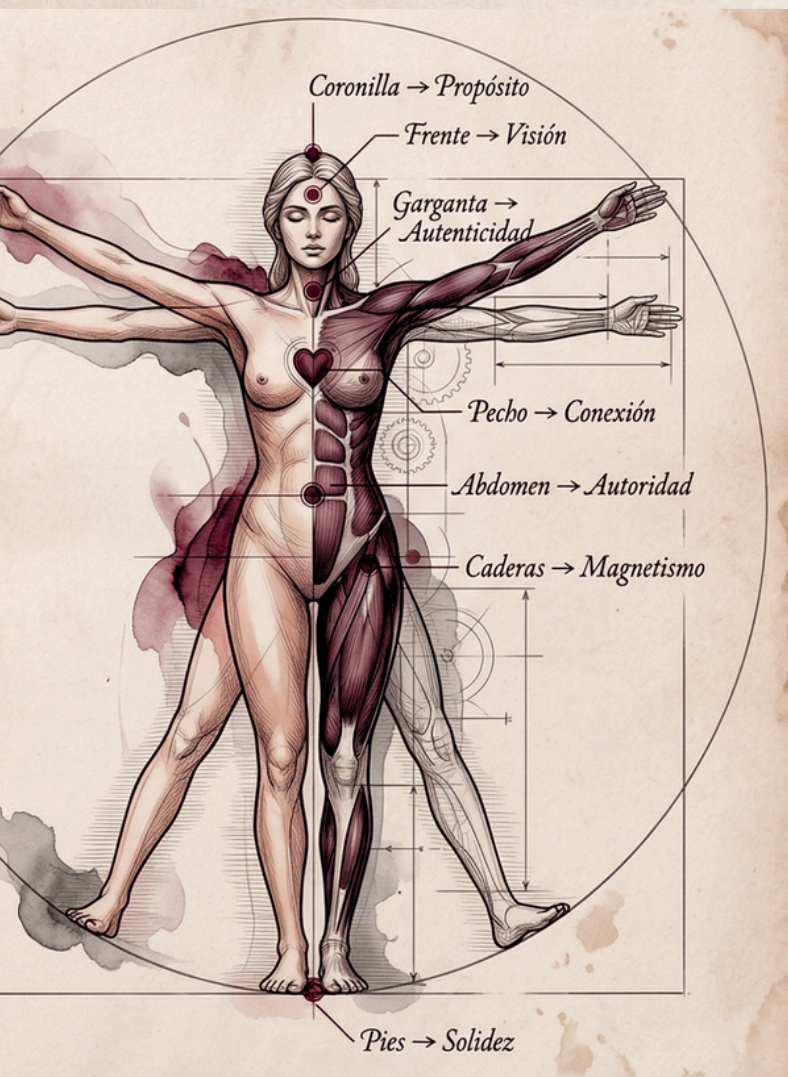 Coronilla → Propósito
Frente → Visión
Garganta →
Autenticidad
Pecho → Conexión
Abdomen → Autoridad
Caderas → Magnetismo
Pies → Solidez